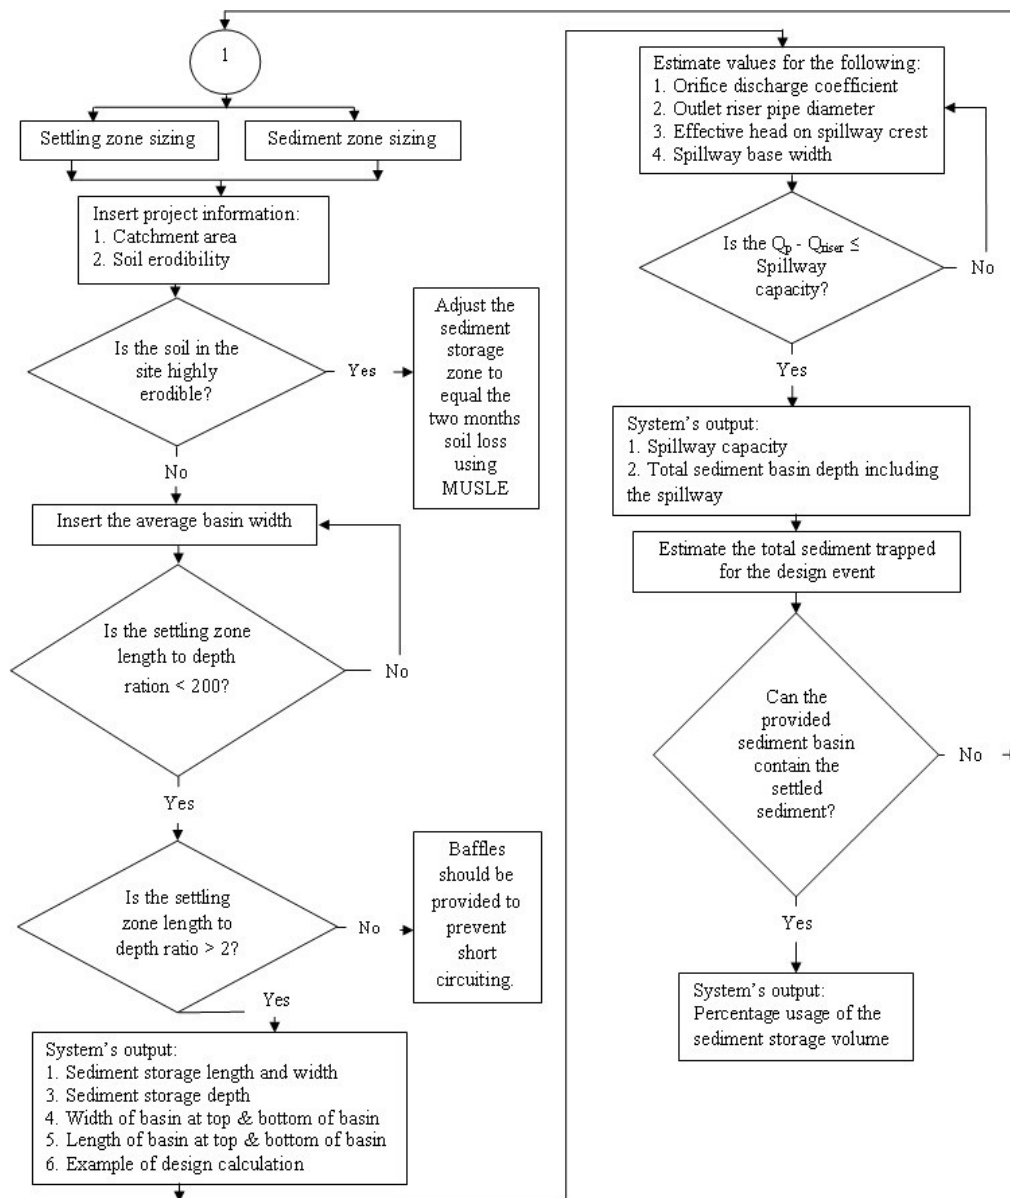 1
Settling zone sizing
Sediment zone sizing
Insert project information:
1. Catchment area
2. Soil erodibility
Is the soil in the
site highly
erodible?
Yes
Adjust the
sediment
storage
zone to
equal the
two months
soil loss
using
MUSLE
No
Insert the average basin width
Is the settling zone
length to depth
ration < 200?
No
Yes
Is the settling
zone length to
depth ratio > 2?
No
Baffles
should be
provided to
prevent
short
circuiting.
Yes
System's output:
1. Sediment storage length and width
3. Sediment storage depth
4. Width of basin at top & bottom of basin
5. Length of basin at top & bottom of basin
6. Example of design calculation
Estimate values for the following:
1. Orifice discharge coefficient
2. Outlet riser pipe diameter
3. Effective head on spillway crest
4. Spillway base width
Is the Qp - Qriser ≤
Spillway
capacity?
No
Yes
System's output:
1. Spillway capacity
2. Total sediment basin depth including
the spillway
Estimate the total sediment trapped
for the design event
Can the
provided
sediment basin
contain the
settled
sediment?
No
Yes
System's output:
Percentage usage of the
sediment storage volume